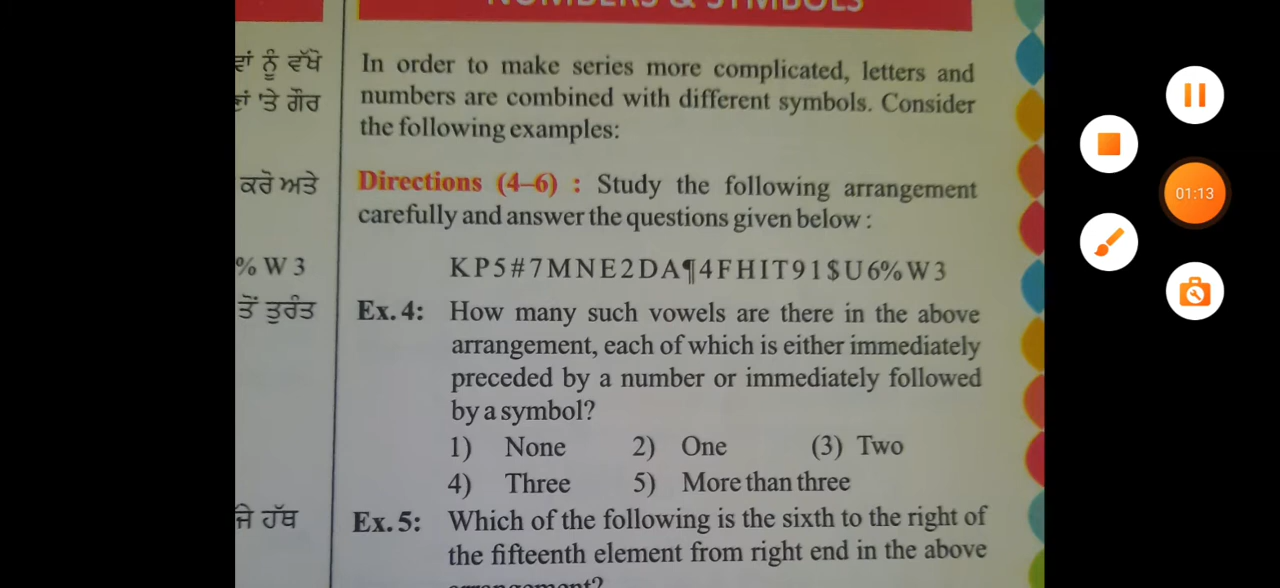 NUMBERS & SYMBOLS
ਵਾਂ ਨੂੰ ਵੱਖੋ
'ਤੇ ਗੌਰ
ਕਰੋ ਅਤੇ
% W 3
ਤੋਂ ਤੁਰੰਤ
ਜੇ ਹੱਥ
In order to make series more complicated, letters and
numbers are combined with different symbols. Consider
the following examples:
Directions (4–6) : Study the following arrangement
carefully and answer the questions given below :
K P 5 # 7 M N E 2 D A ¶ 4 F H I T 9 1 $ U 6 % W 3
Ex. 4: How many such vowels are there in the above
arrangement, each of which is either immediately
preceded by a number or immediately followed
by a symbol?
1) None 2) One (3) Two
4) Three 5) More than three
Ex. 5: Which of the following is the sixth to the right of
the fifteenth element from right end in the above
arrangement?
01:13